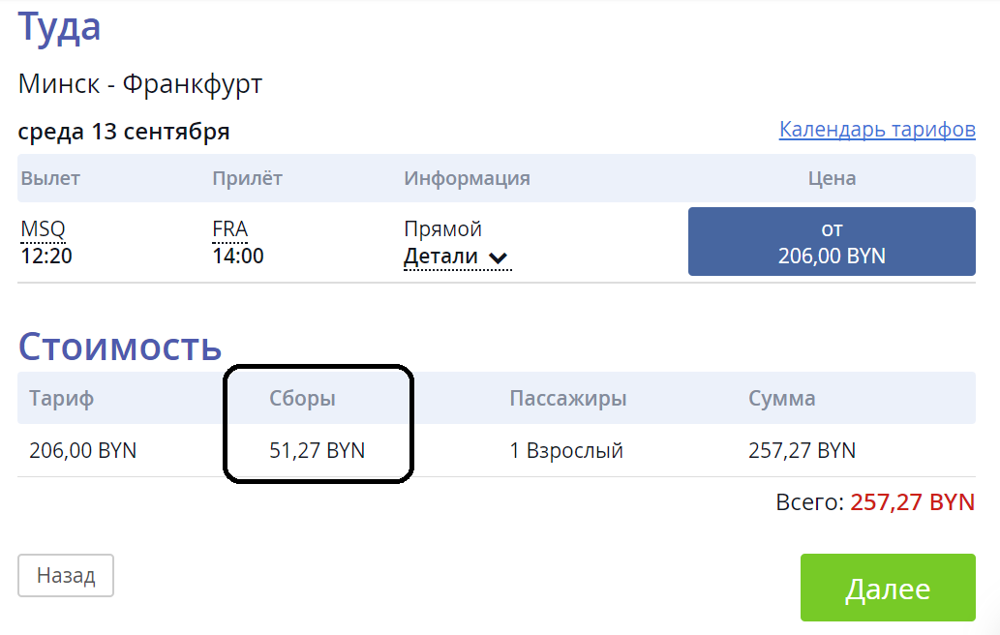 Туда
Минск - Франкфурт
среда 13 сентября
Календарь тарифов
Вылет Прилёт Информация Цена
MSQ FRA Прямой от
12:20 14:00 Детали 206,00 BYN
Стоимость
Тариф Сборы Пассажиры Сумма
206,00 BYN 51,27 BYN 1 Взрослый 257,27 BYN
Всего: 257,27 BYN
Назад Далее